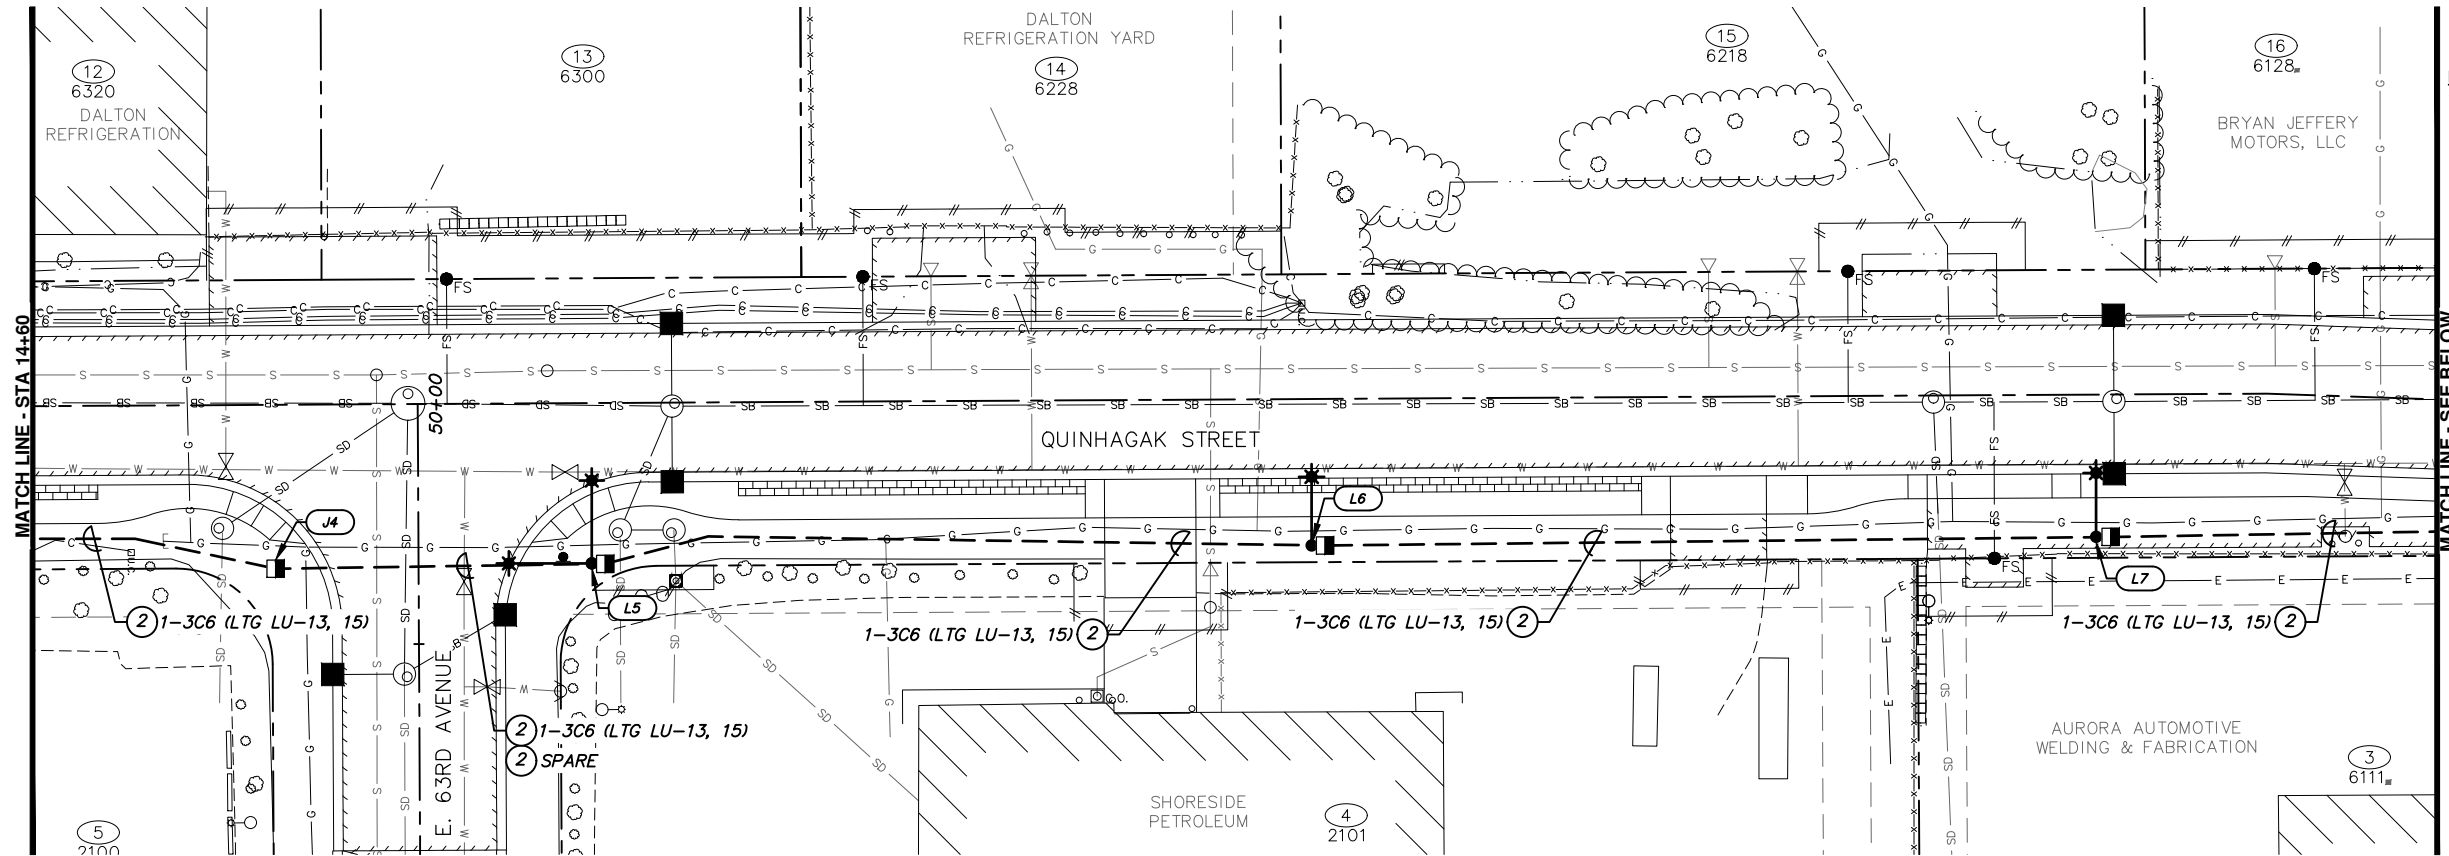 DALTON
REFRIGERATION YARD
12
6320
13
6300
14
6228
15
6218
16
6128
DALTON
REFRIGERATION
BRYAN JEFFERY
MOTORS, LLC
MATCH LINE - STA 14+60
MATCH LINE - SEE BELOW
FS
FS
FS
FS
50+00
QUINHAGAK STREET
J4
L5
L6
L7
FS
2 1-3C6 (LTG LU-13, 15)
1-3C6 (LTG LU-13, 15) 2
1-3C6 (LTG LU-13, 15) 2
1-3C6 (LTG LU-13, 15) 2
2 1-3C6 (LTG LU-13, 15)
2 SPARE
E. 63RD AVENUE
C.O.
AURORA AUTOMOTIVE
WELDING & FABRICATION
3
6111
SHORESIDE
PETROLEUM
4
2101
5
2100